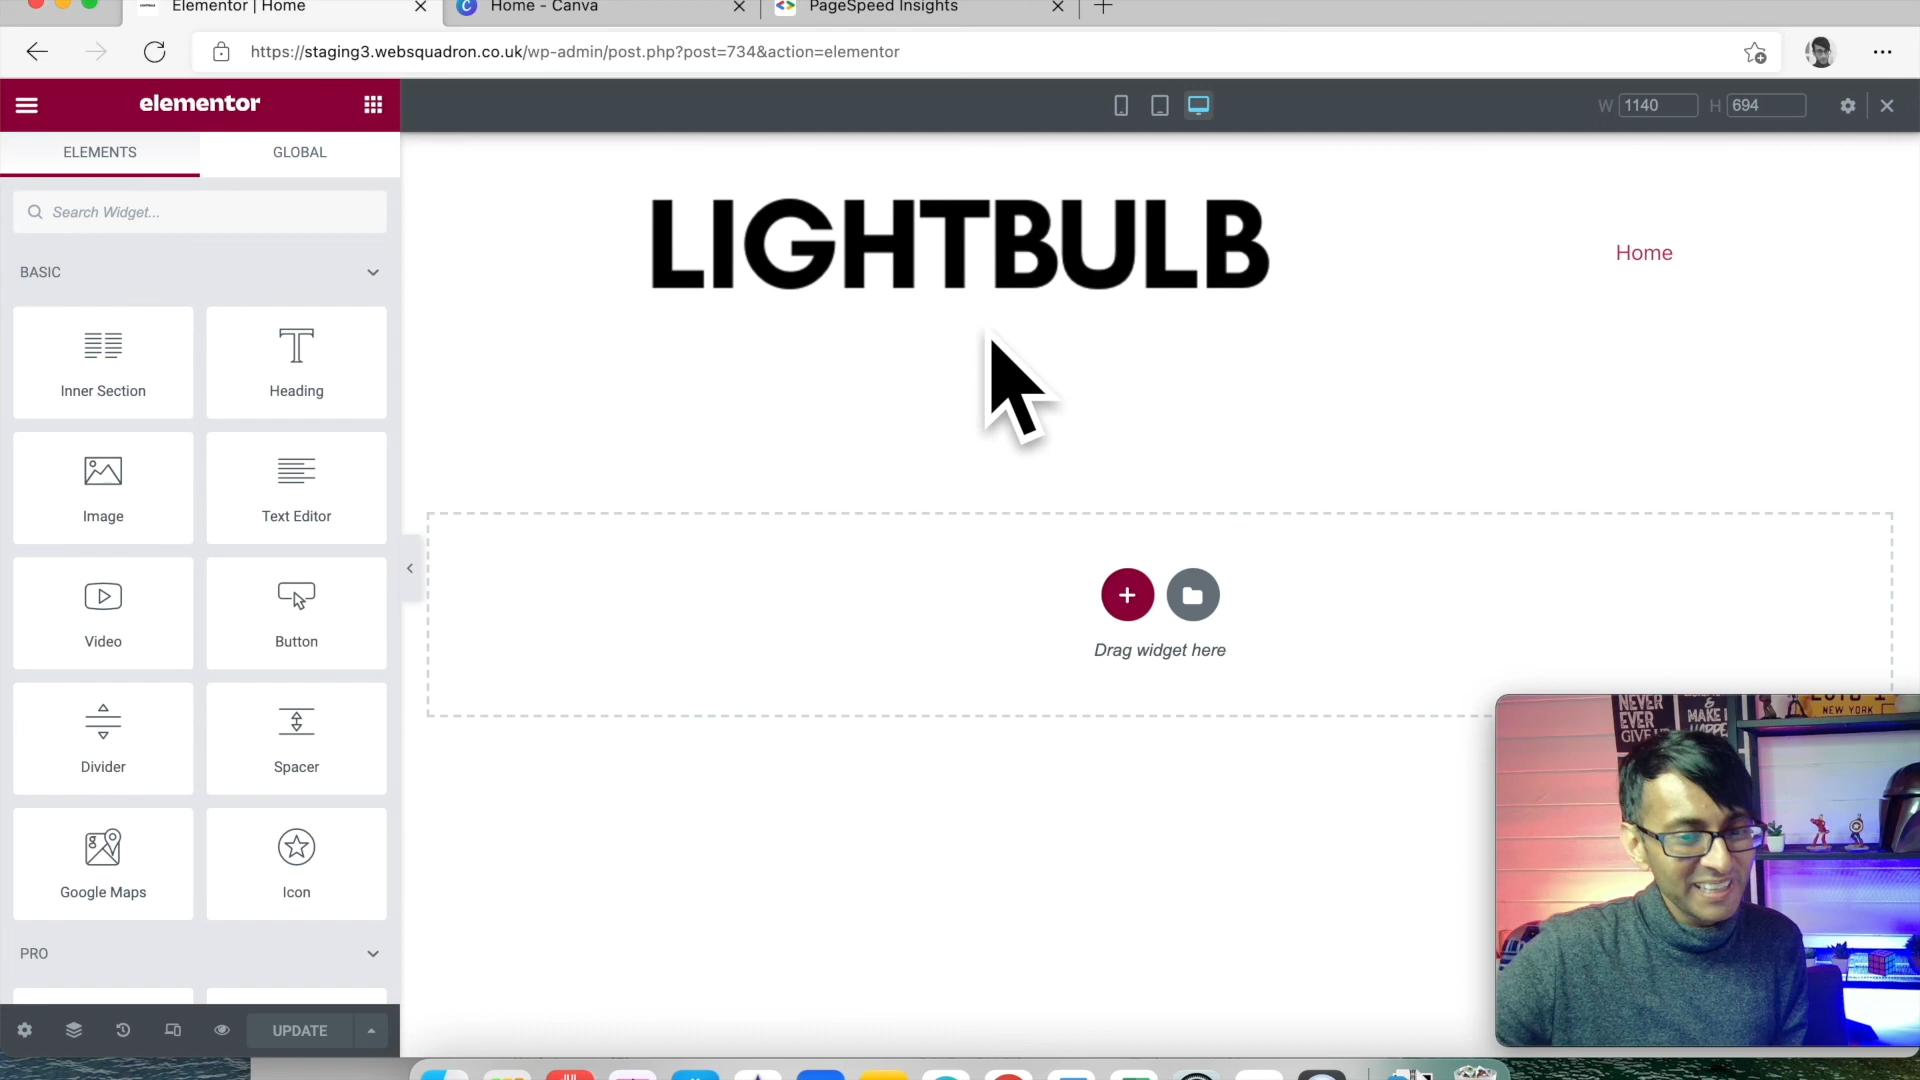 Elementor | Home
Home - Canva
PageSpeed Insights
https://staging3.websquadron.co.uk/wp-admin/post.php?post=734&action=elementor
elementor
W 1140 H 694
ELEMENTS
GLOBAL
Search Widget...
BASIC
Inner Section
Heading
Image
Text Editor
Video
Button
Divider
Spacer
Google Maps
Icon
PRO
UPDATE
LIGHTBULB
Home
Drag widget here
NEVER
EVER
GIVE UP
& MAKE I
HAPPE
NEW YORK